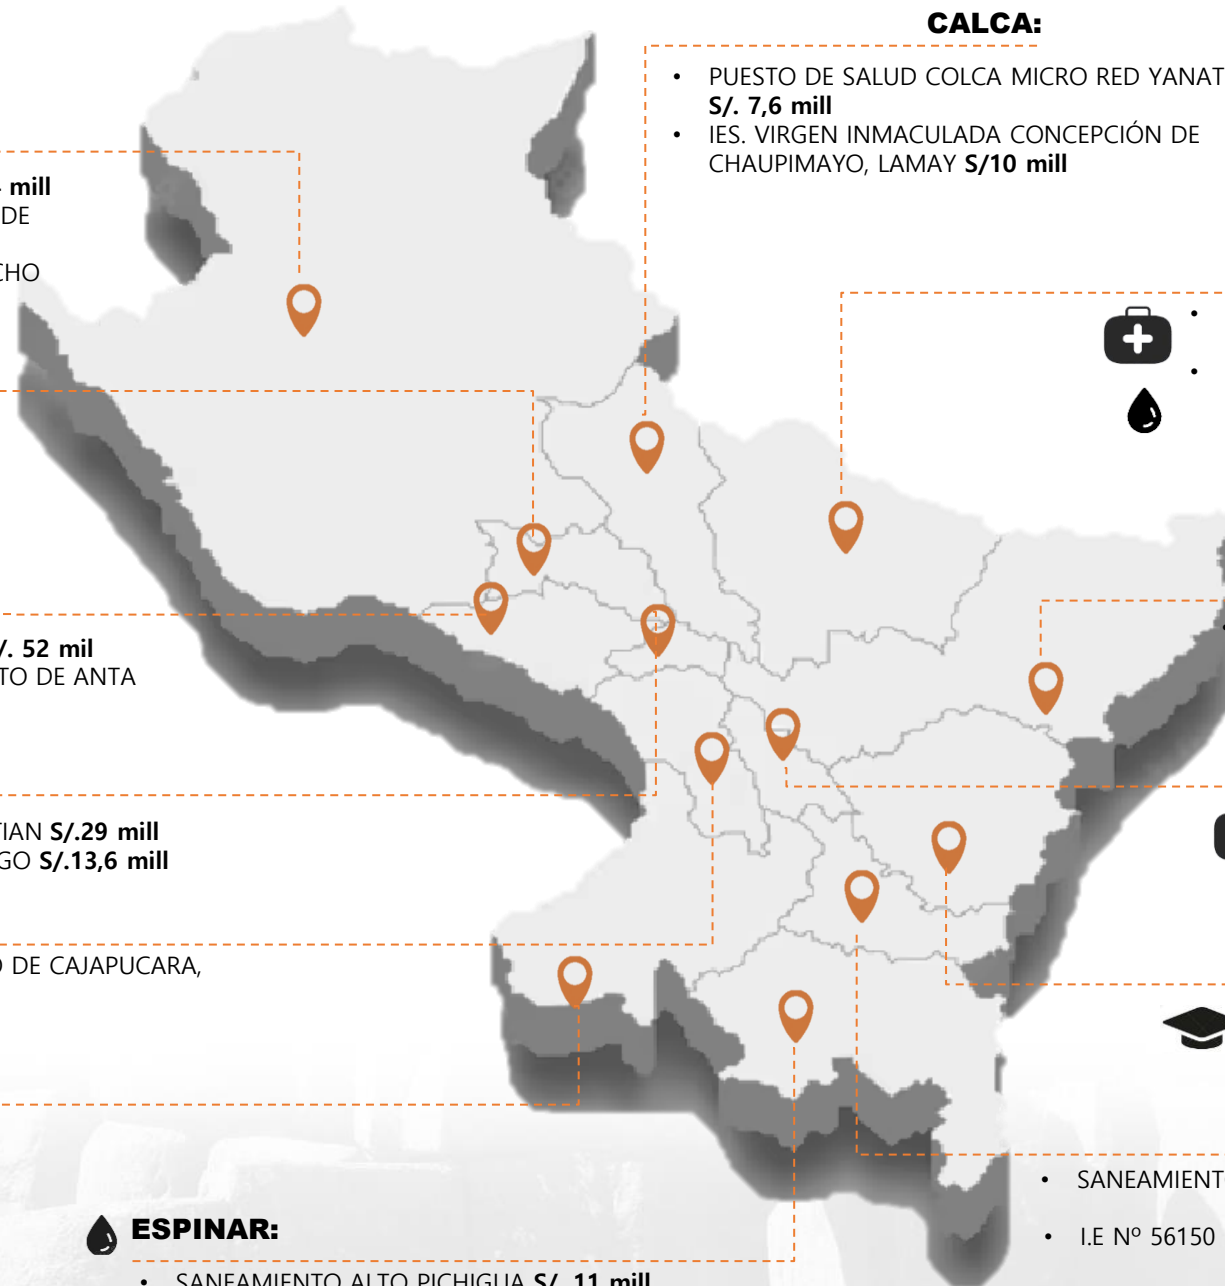 CALCA:
• PUESTO DE SALUD COLCA MICRO RED YANAT
S/. 7,6 mill
• IES. VIRGEN INMACULADA CONCEPCIÓN DE
CHAUPIMAYO, LAMAY S/10 mill
mill
DE
CHO
•
•
/. 52 mil
TO DE ANTA
TIAN S/.29 mill
GO S/.13,6 mill
O DE CAJAPUCARA,
• SANEAMIENT
• I.E Nº 56150
ESPINAR:
• SANEAMIENTO ALTO PICHIGUA S/. 11 mill